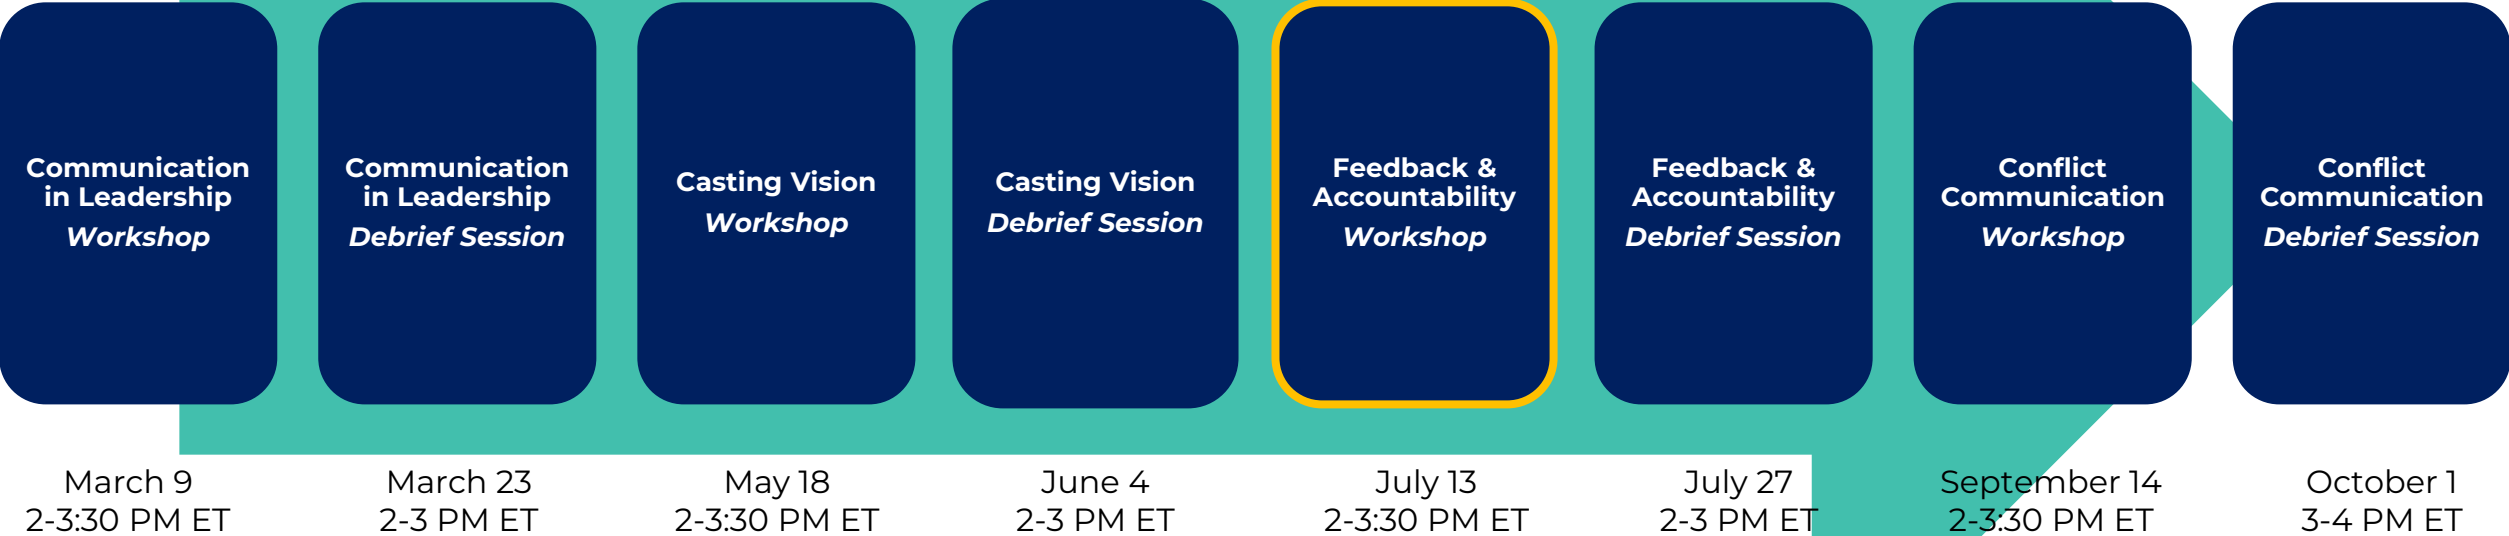 Communication
in Leadership
Workshop
Communication
in Leadership
Debrief Session
Casting Vision
Workshop
Casting Vision
Debrief Session
Feedback &
Accountability
Workshop
Feedback &
Accountability
Debrief Session
Conflict
Communication
Workshop
Conflict
Communication
Debrief Session
March 9
2-3:30 PM ET
March 23
2-3 PM ET
May 18
2-3:30 PM ET
June 4
2-3 PM ET
July 13
2-3:30 PM ET
July 27
2-3 PM ET
September 14
2-3:30 PM ET
October 1
3-4 PM ET